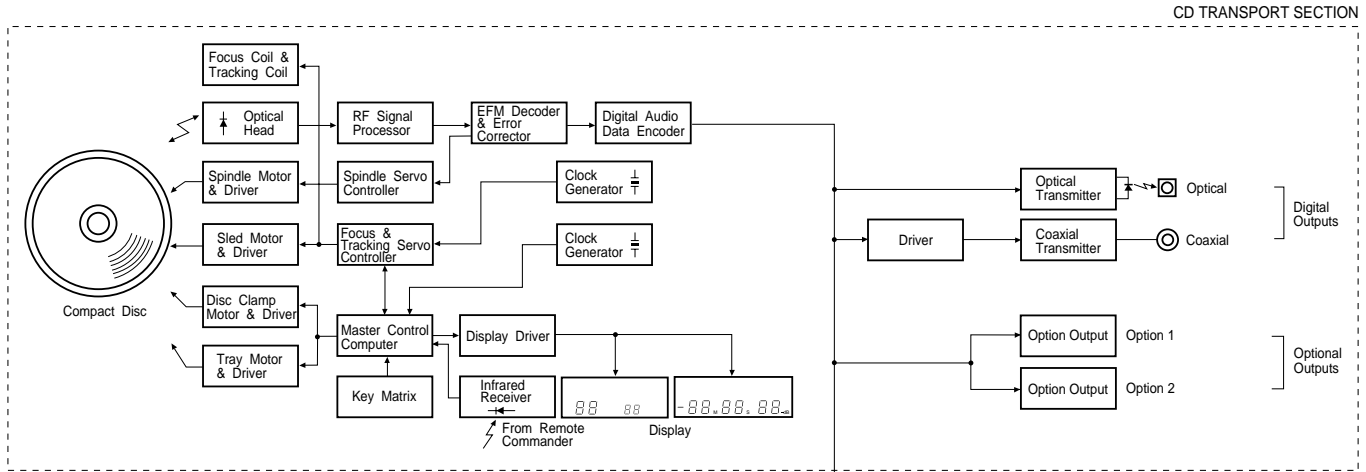 CD TRANSPORT SECTION
Focus Coil &
Tracking Coil
Optical
Head
RF Signal
Processor
EFM Decoder
& Error
Corrector
Digital Audio
Data Encoder
Spindle Motor
& Driver
Spindle Servo
Controller
Clock
Generator
Optical
Transmitter
Optical
Digital
Outputs
Sled Motor
& Driver
Focus &
Tracking Servo
Controller
Clock
Generator
Driver
Coaxial
Transmitter
Coaxial
Compact Disc
Disc Clamp
Motor & Driver
Master Control
Computer
Display Driver
Option Output
Option 1
Optional
Outputs
Tray Motor
& Driver
Key Matrix
Infrared
Receiver
88 88
-88M88S88dB
Option Output
Option 2
From Remote
Commander
Display